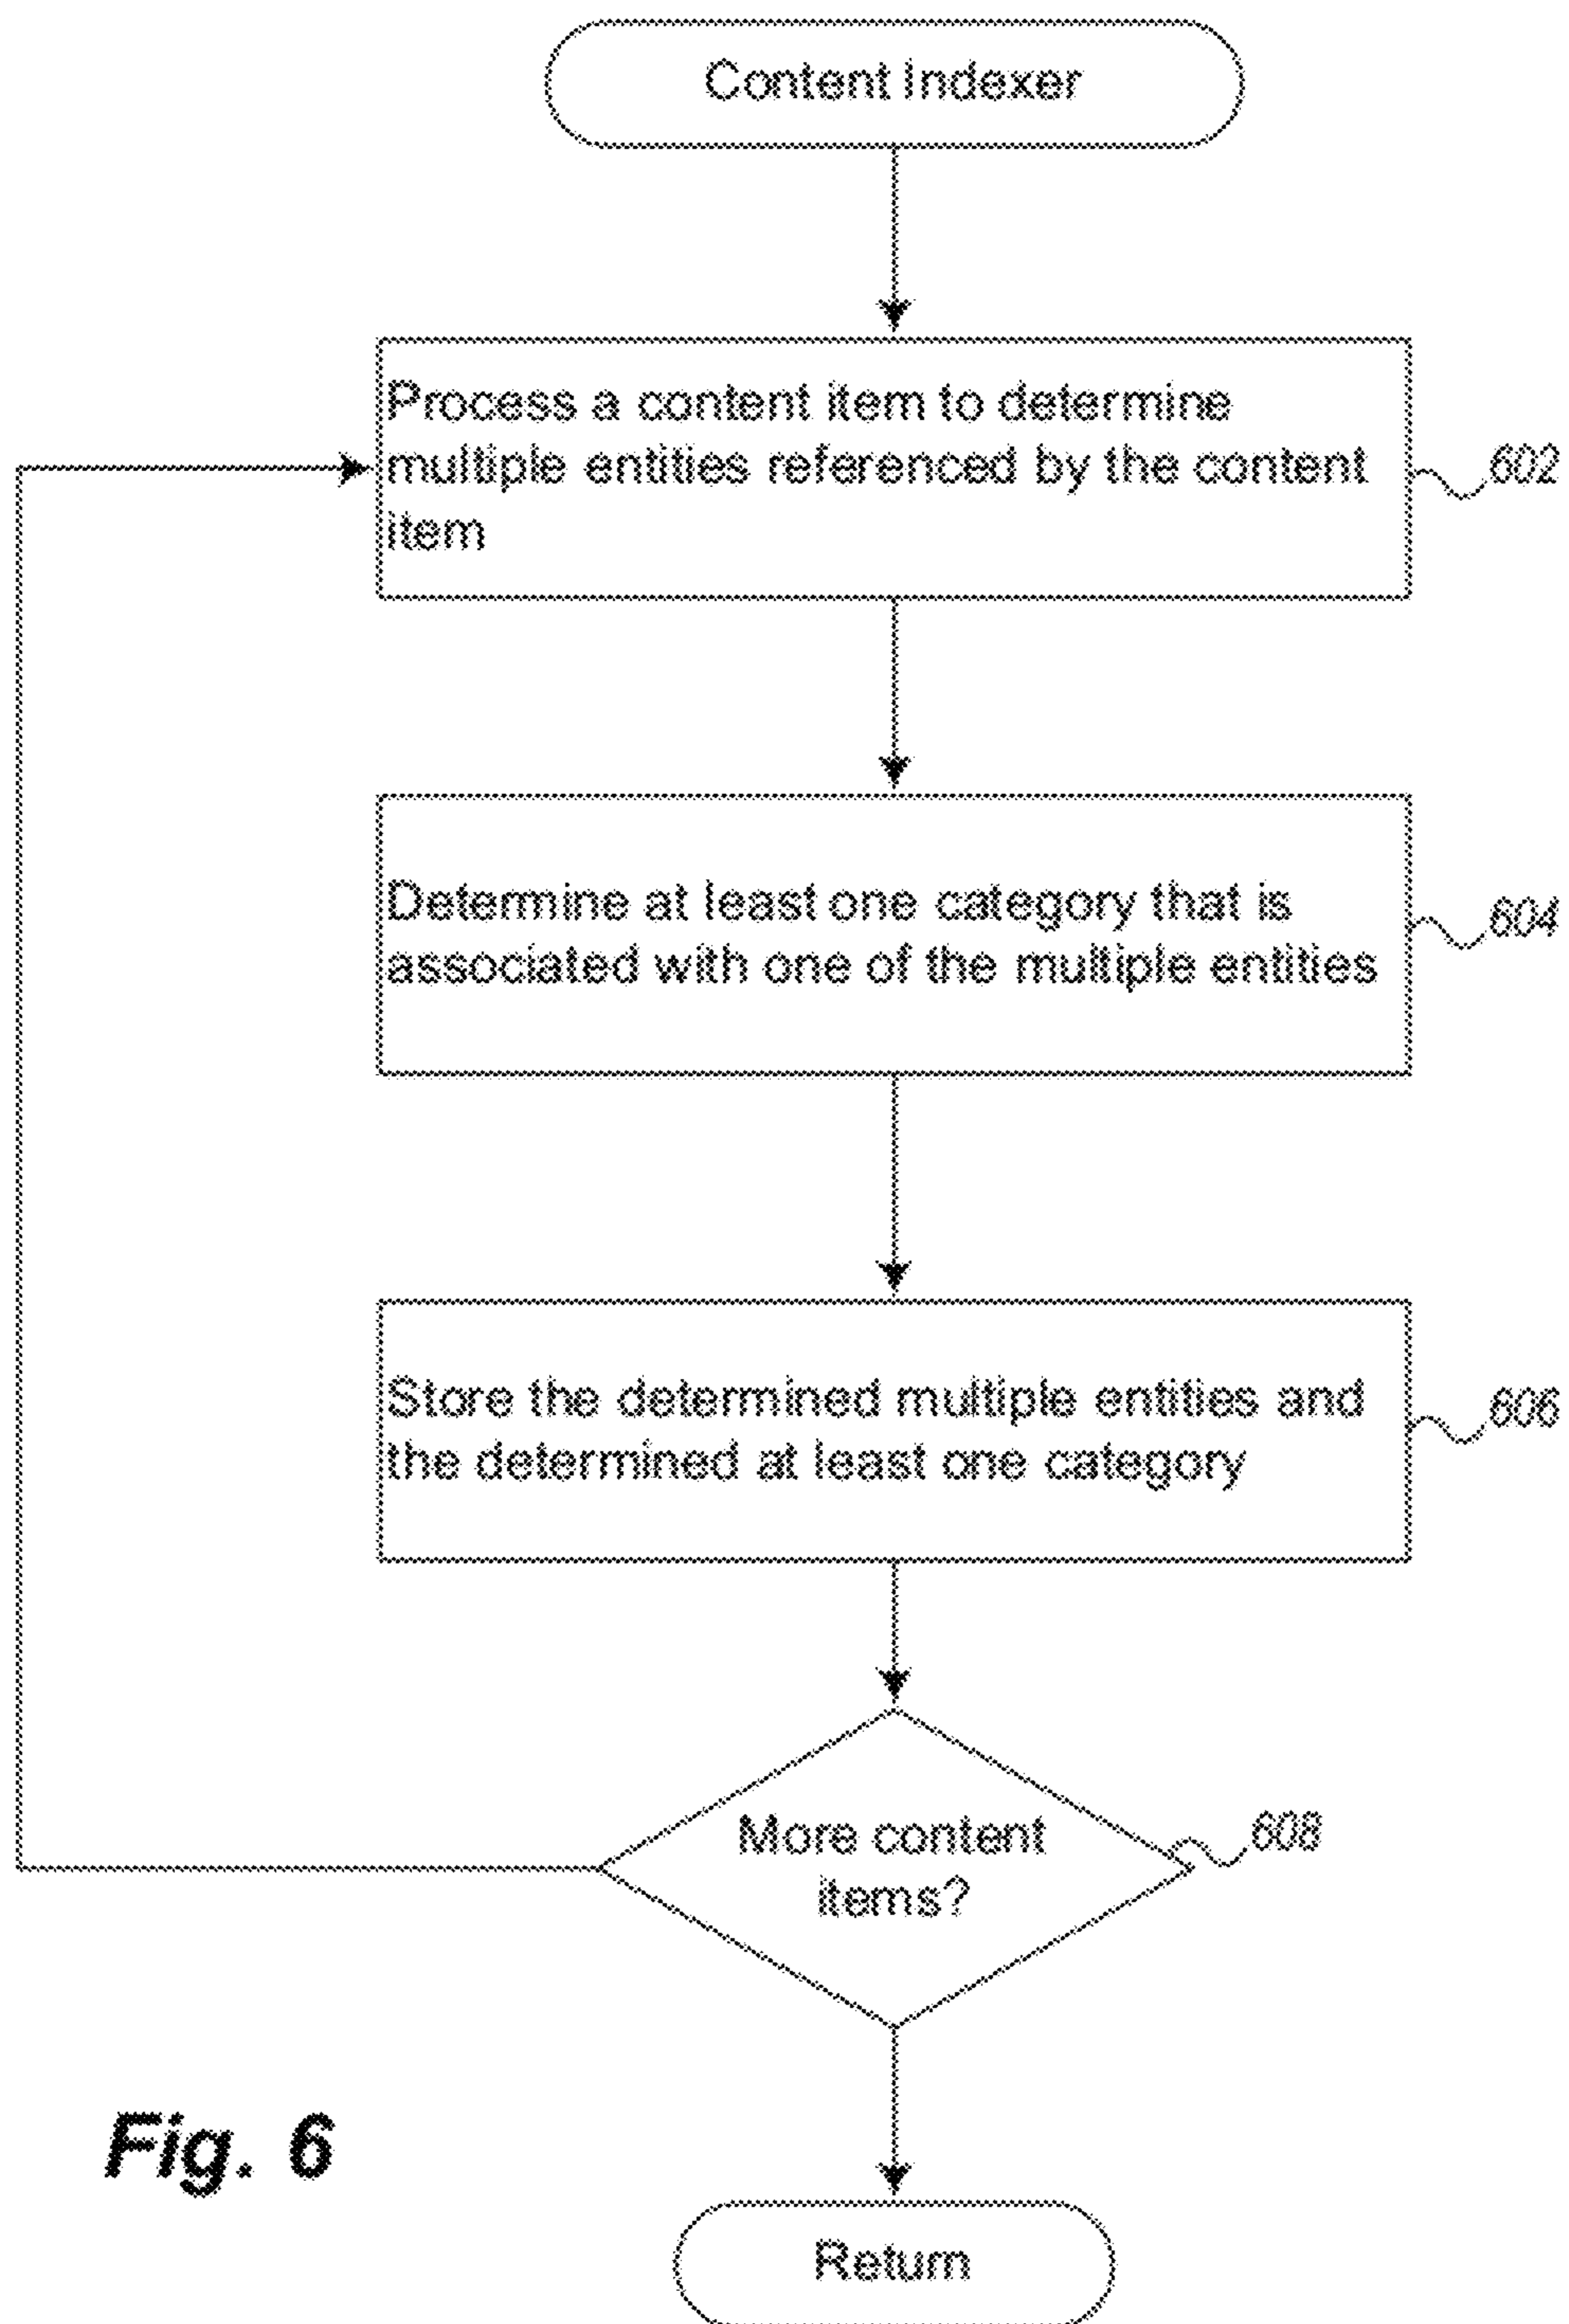 Content Indexer
Process a content item to determine
multiple entities referenced by the content
item
602
Determine at least one category that is
associated with one of the multiple entities
604
Store the determined multiple entities and
the determined at least one category
606
More content
items?
608
Fig. 6
Return